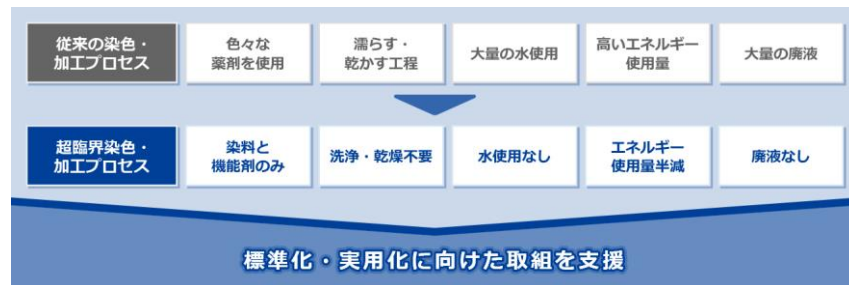 従来の染色・
加工プロセス
色々な
薬剤を使用
濡らす・
乾かす工程
大量の水使用
高いエネルギー
使用量
大量の廃液
超臨界染色・
加工プロセス
染料と
機能剤のみ
洗浄・乾燥不要
水使用なし
エネルギー
使用量半減
廃液なし
標準化・実用化に向けた取組を支援